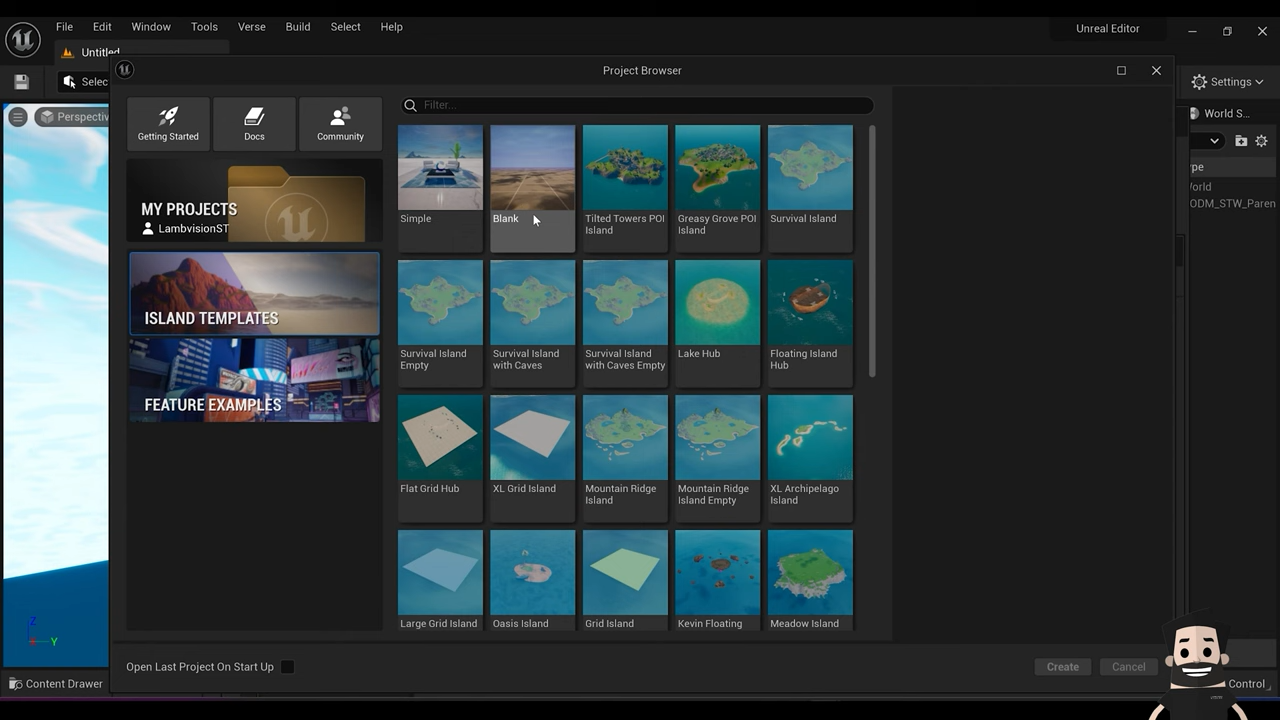 File Edit Window Tools Verse Build Select Help
Unreal Editor
Untitled
Selec
Perspectiv
Settings
World S...
ype
orld
ODM_STW_Paren
Project Browser
Getting Started
Docs
Community
MY PROJECTS
LambvisionST
ISLAND TEMPLATES
FEATURE EXAMPLES
Filter...
Simple
Blank
Tilted Towers POI
Island
Greasy Grove POI
Island
Survival Island
Survival Island
Empty
Survival Island
with Caves
Survival Island
with Caves Empty
Lake Hub
Floating Island
Hub
Flat Grid Hub
XL Grid Island
Mountain Ridge
Island
Mountain Ridge
Island Empty
XL Archipelago
Island
Large Grid Island
Oasis Island
Grid Island
Kevin Floating
Meadow Island
Open Last Project On Start Up
Create
Cancel
Z
Y
Content Drawer
Control